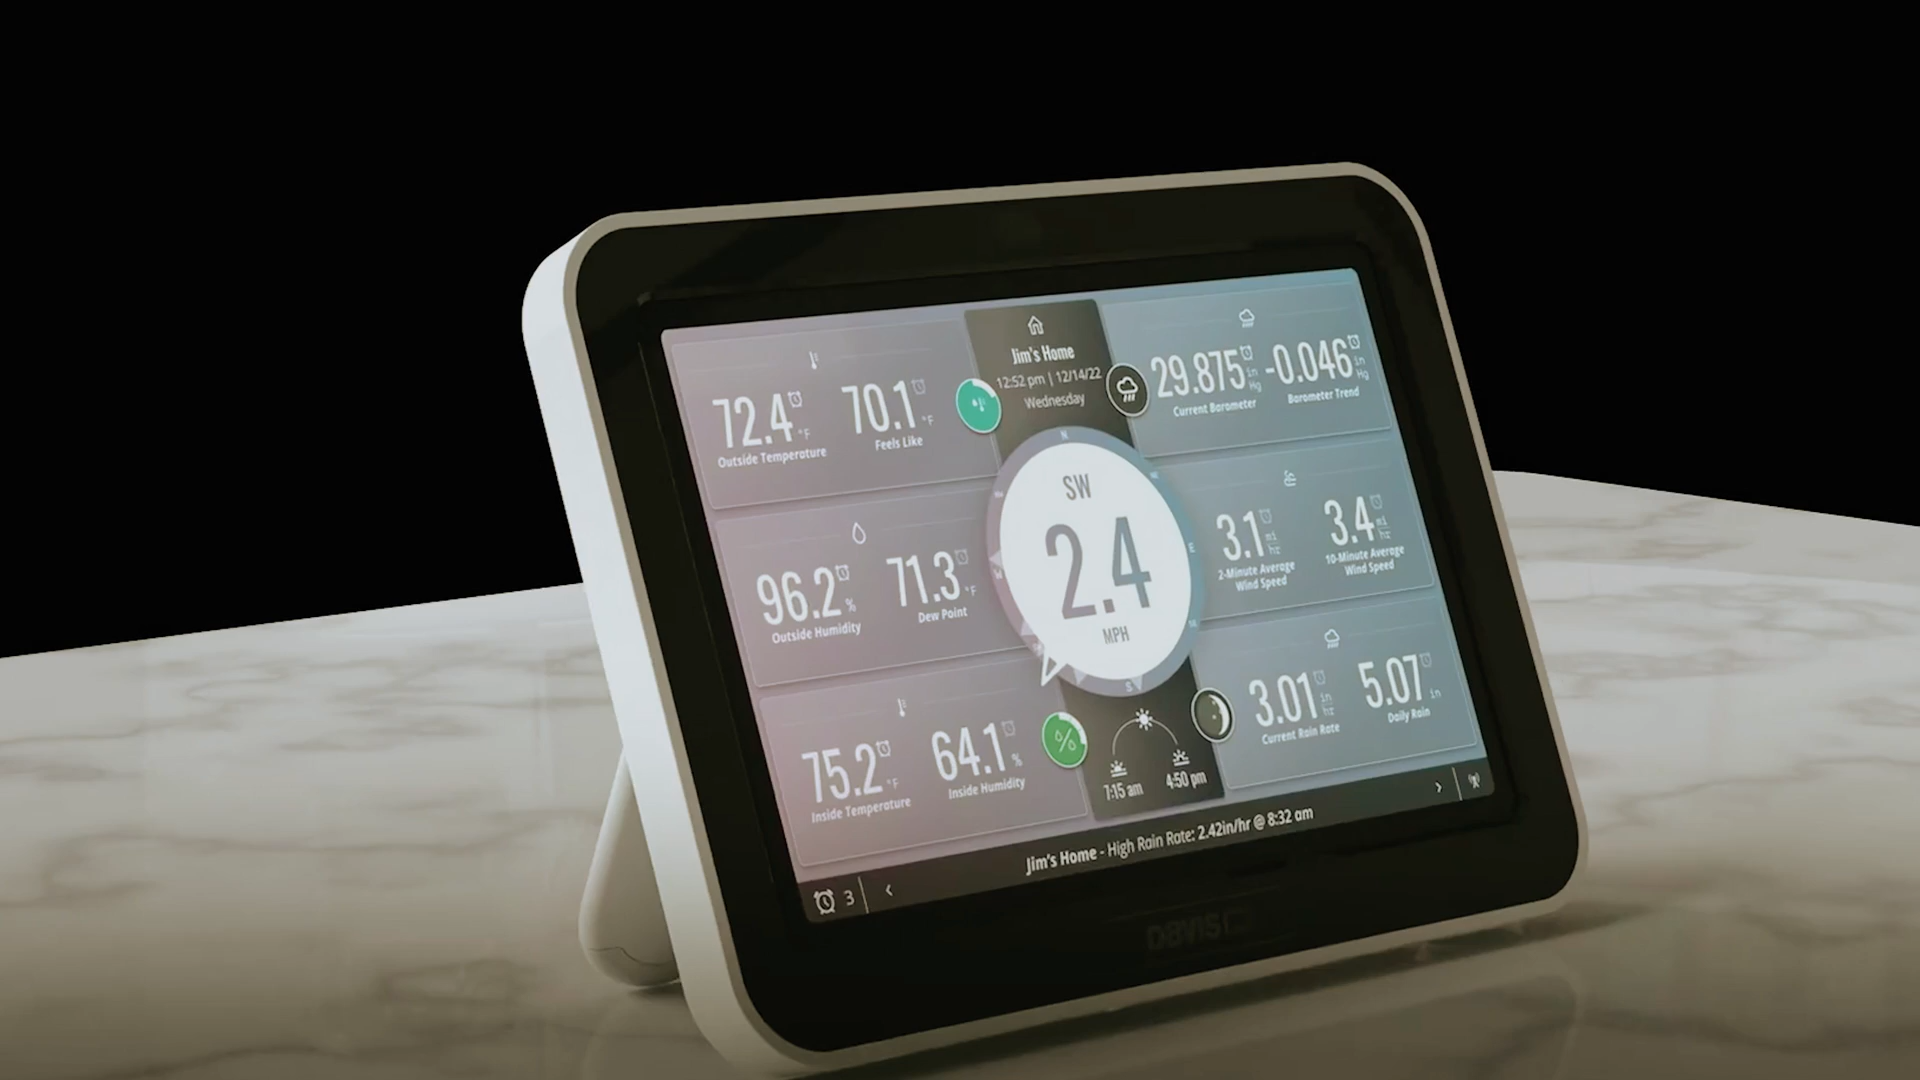 Jim's Home
12:52 pm | 12/14/22
Wednesday
72.4 °F
Outside Temperature
70.1 °F
Feels Like
29.875 in Hg
Current Barometer
-0.046 in Hg
Barometer Trend
96.2 %
Outside Humidity
71.3 °F
Dew Point
N
E
S
W
SW
2.4
MPH
3.1 mi hr
2-Minute Average
Wind Speed
3.4 mi hr
10-Minute Average
Wind Speed
75.2 °F
Inside Temperature
64.1 %
Inside Humidity
7:15 am
4:50 pm
3.01 in hr
Current Rain Rate
5.07 in
Daily Rain
3
Jim's Home - High Rain Rate: 2.42in/hr @ 8:32 am
DAVIS